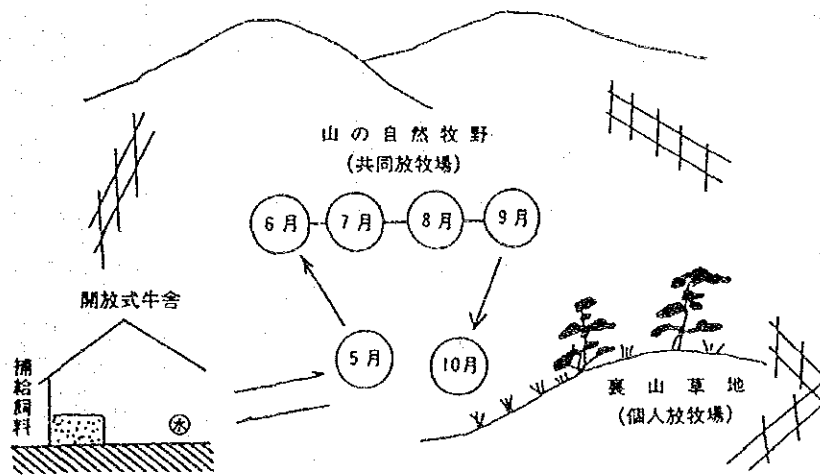 山の自然牧野
(共同放牧場)
6月
7月
8月
9月
開放式牛舎
5月
10月
補給飼料
水
裏山草地
(個人放牧場)